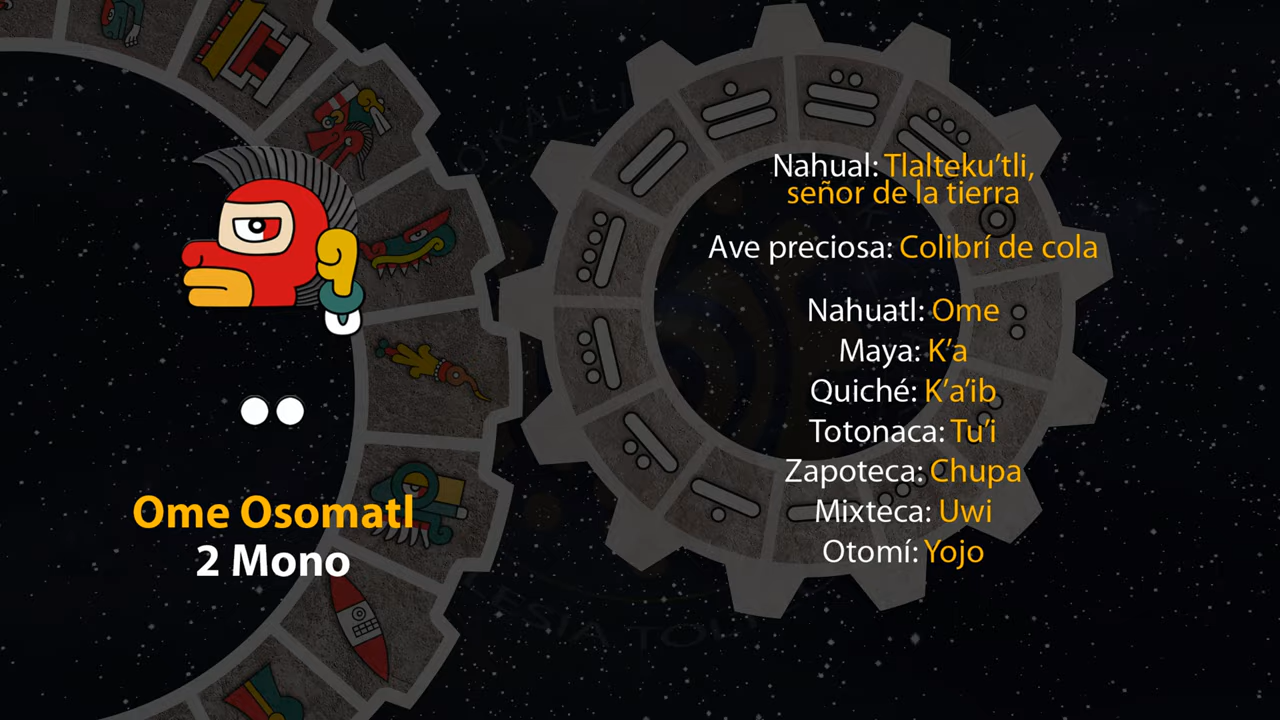 Nahual: Tlalteku’tli,
señor de la tierra
Ave preciosa: Colibrí de cola
Nahuatl: Ome
Maya: K’a
Quiché: K’a’ib
Totonaca: Tu’i
Zapoteca: Chupa
Mixteca: Uwi
Otomí: Yojo
Ome Osomatl
2 Mono